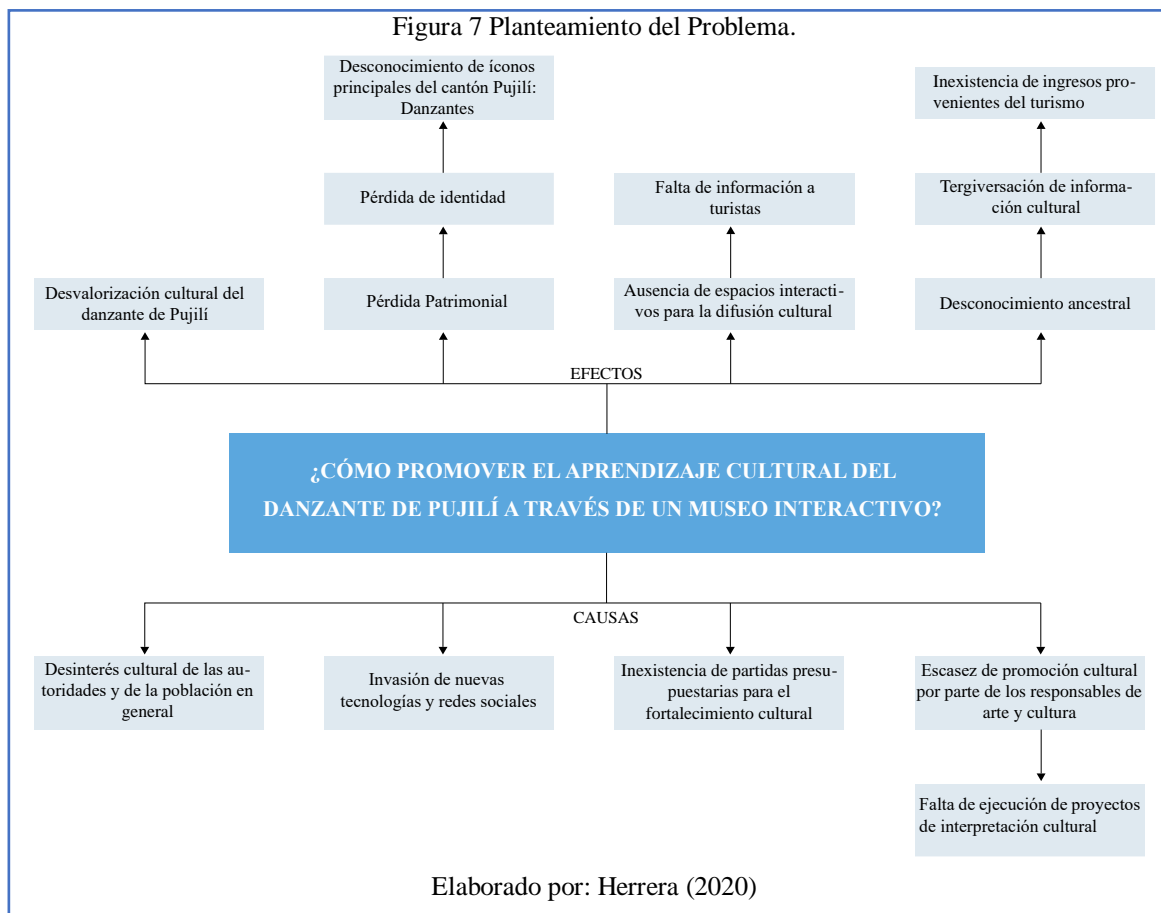 Figura 7 Planteamiento del Problema.
Desconocimiento de íconos
principales del cantón Pujilí:
Danzantes
Inexistencia de ingresos pro-
venientes del turismo
Pérdida de identidad
Falta de información a
turistas
Tergiversación de informa-
ción cultural
Desvalorización cultural del
danzante de Pujilí
Pérdida Patrimonial
Ausencia de espacios interacti-
vos para la difusión cultural
Desconocimiento ancestral
EFECTOS
¿CÓMO PROMOVER EL APRENDIZAJE CULTURAL DEL
DANZANTE DE PUJILÍ A TRAVÉS DE UN MUSEO INTERACTIVO?
CAUSAS
Desinterés cultural de las au-
toridades y de la población en
general
Invasión de nuevas
tecnologías y redes sociales
Inexistencia de partidas presu-
puestarias para el
fortalecimiento cultural
Escasez de promoción cultural
por parte de los responsables de
arte y cultura
Falta de ejecución de proyectos
de interpretación cultural
Elaborado por: Herrera (2020)